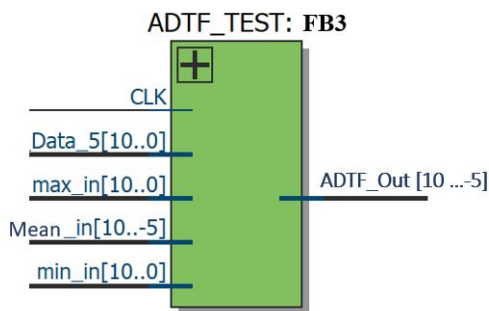 ADTF_TEST: FB3
CLK
Data_5[10..0]
max_in[10..0]
ADTF_Out [10 ...-5]
Mean_in[10..-5]
min_in[10..0]